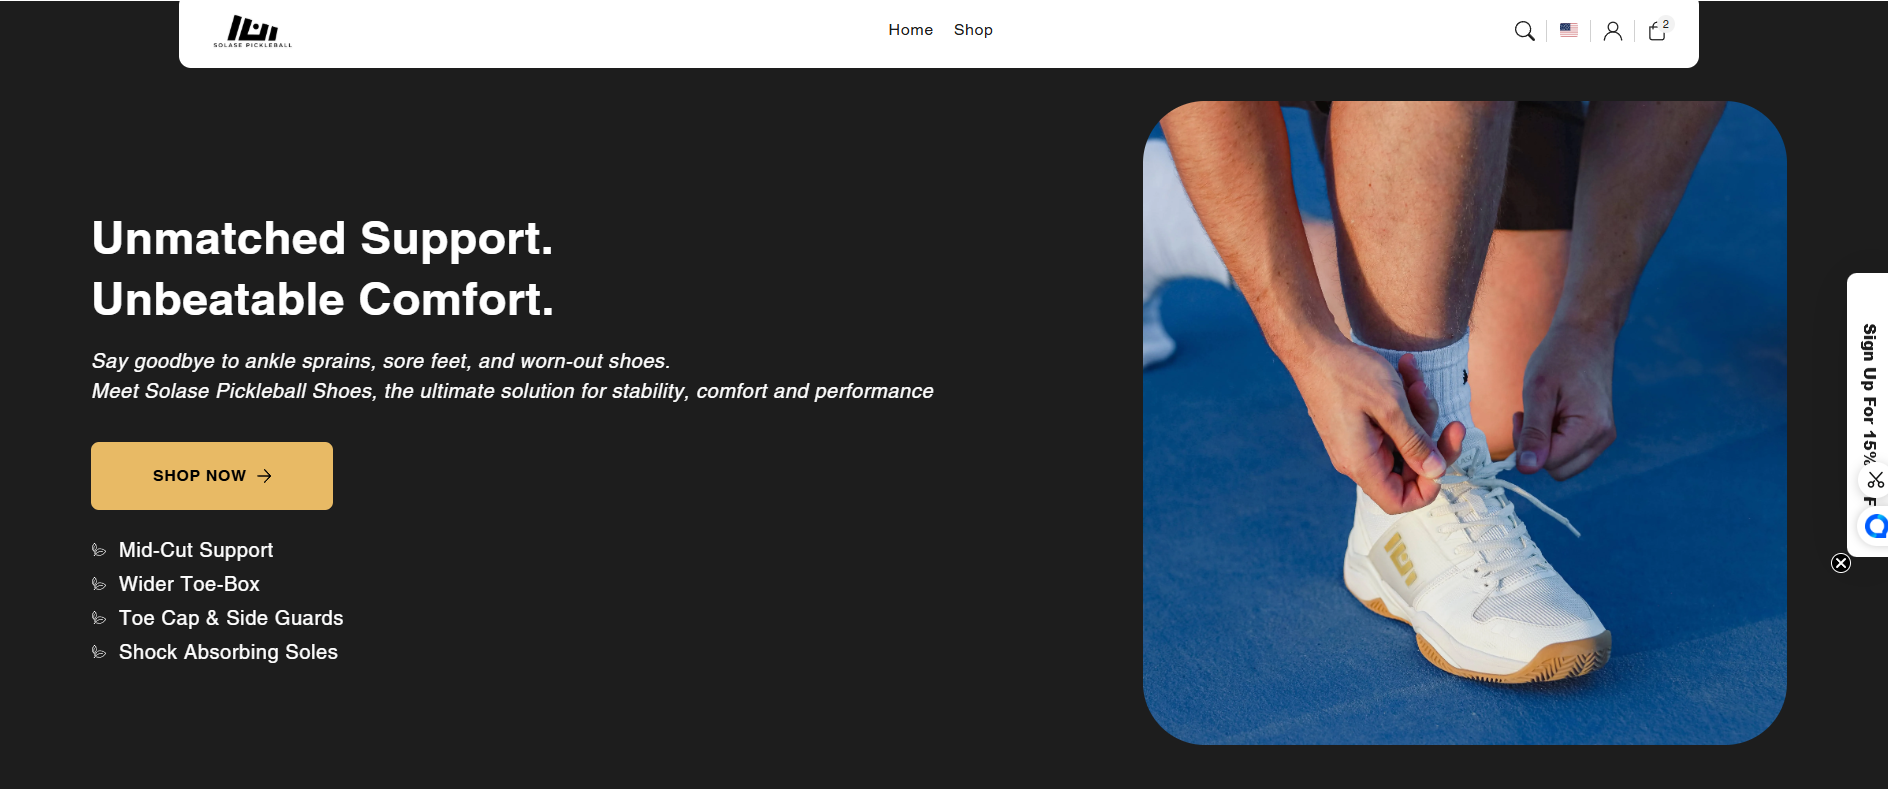 SOLASE PICKLEBALL
Home
Shop
2
Unmatched Support.
Unbeatable Comfort.
Say goodbye to ankle sprains, sore feet, and worn-out shoes.
Meet Solase Pickleball Shoes, the ultimate solution for stability, comfort and performance
SHOP NOW
Mid-Cut Support
Wider Toe-Box
Toe Cap & Side Guards
Shock Absorbing Soles
Sign Up For 15%